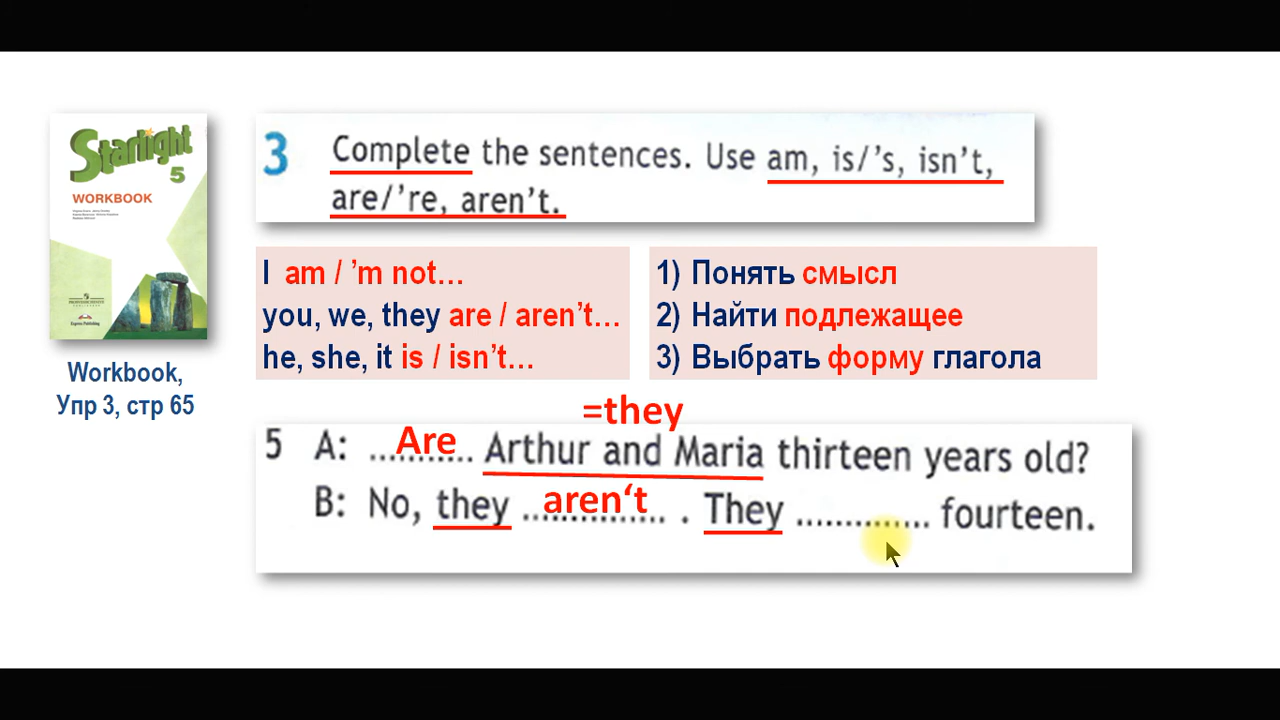 Starlight
5
WORKBOOK
Workbook,
Упр 3, стр 65
3 Complete the sentences. Use am, is/’s, isn’t,
are/’re, aren’t.
I am / ’m not...
you, we, they are / aren’t...
he, she, it is / isn’t...
1) Понять смысл
2) Найти подлежащее
3) Выбрать форму глагола
=they
5 A: ...Are... Arthur and Maria thirteen years old?
B: No, they ...aren‘t... . They .............. fourteen.